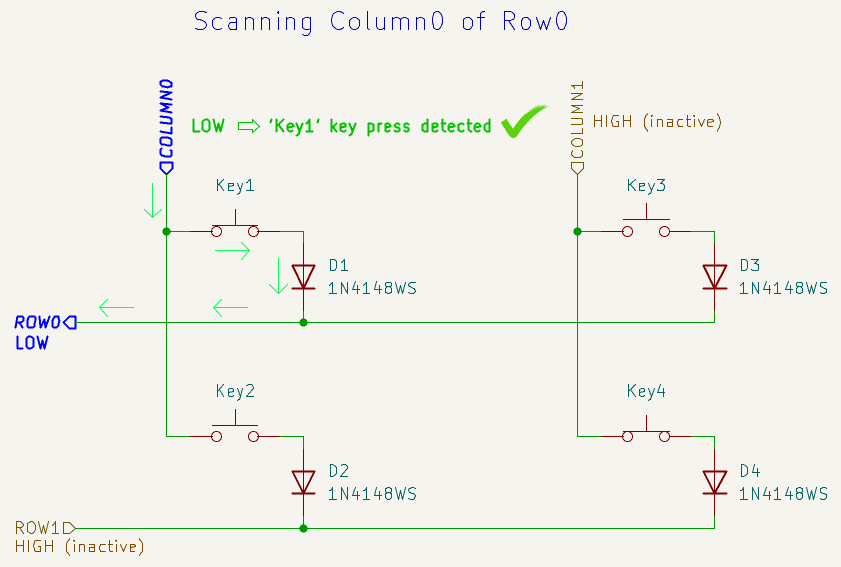 Scanning Column0 of Row0
COLUMN0
LOW ⇨ 'Key1' key press detected
COLUMN1
HIGH (inactive)
Key1
Key3
D1
1N4148WS
D3
1N4148WS
ROW0
LOW
Key2
Key4
D2
1N4148WS
D4
1N4148WS
ROW1
HIGH (inactive)